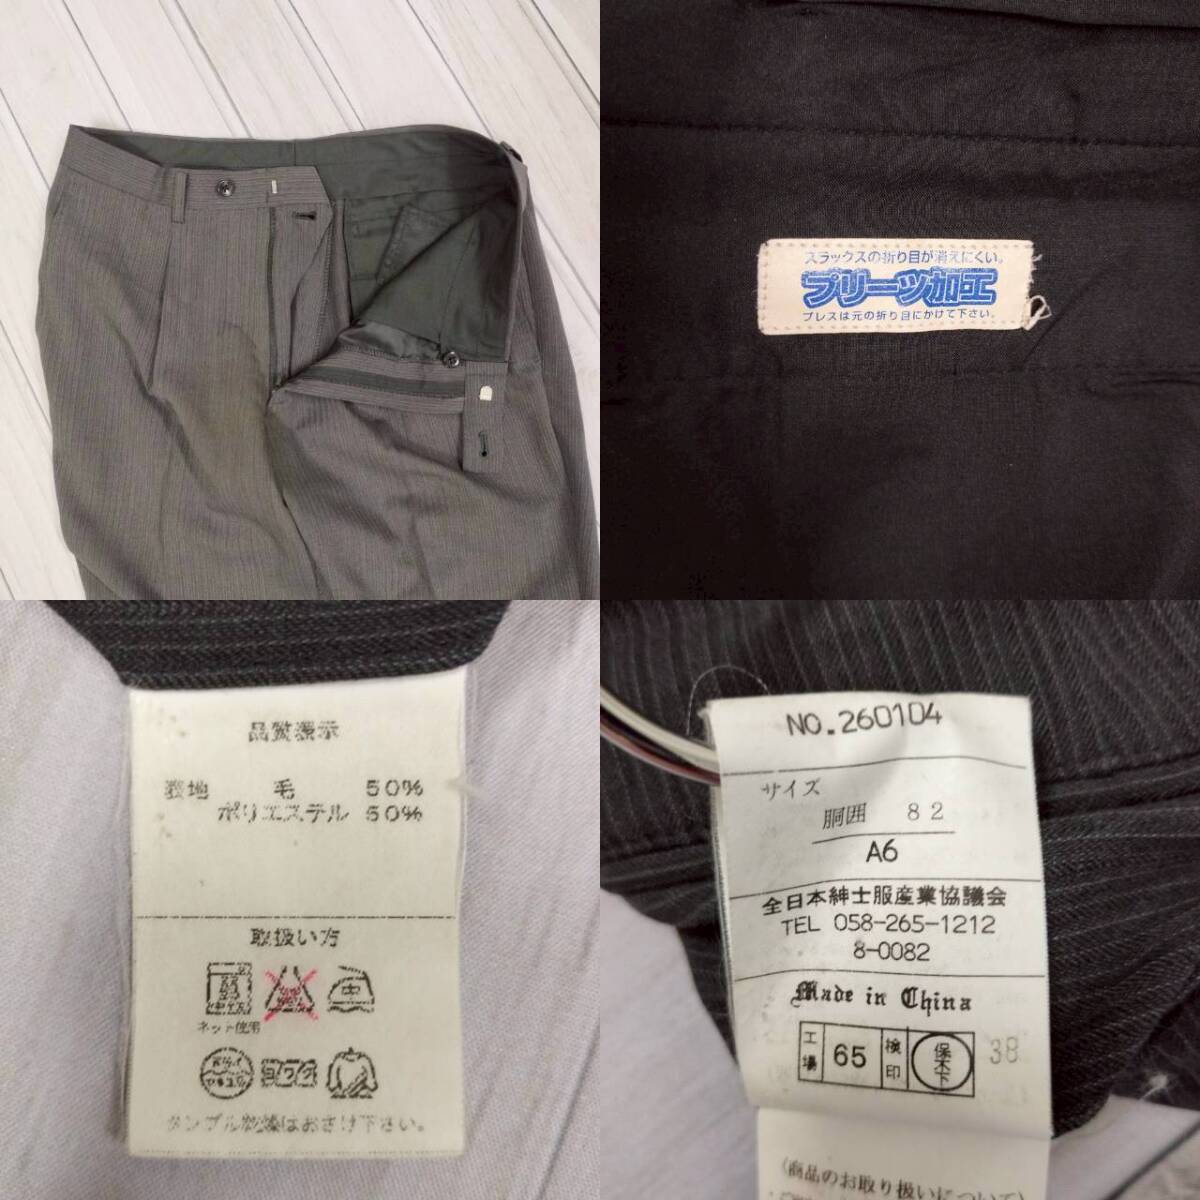 スラックスの折り目が消えにくい。
プリーツ加工
プレスは元の折り目にかけて下さい。
品質表示
表地 毛 50%
ポリエステル 50%
取扱い方
ネット使用
ヨワク
タンブル乾燥はおさけ下さい。
NO.260104
サイズ
胴囲 82
A6
全日本紳士服産業協議会
TEL 058-265-1212
8-0082
Made in China
工場 65 検印 保木下 38
(商品のお取り扱いについて)